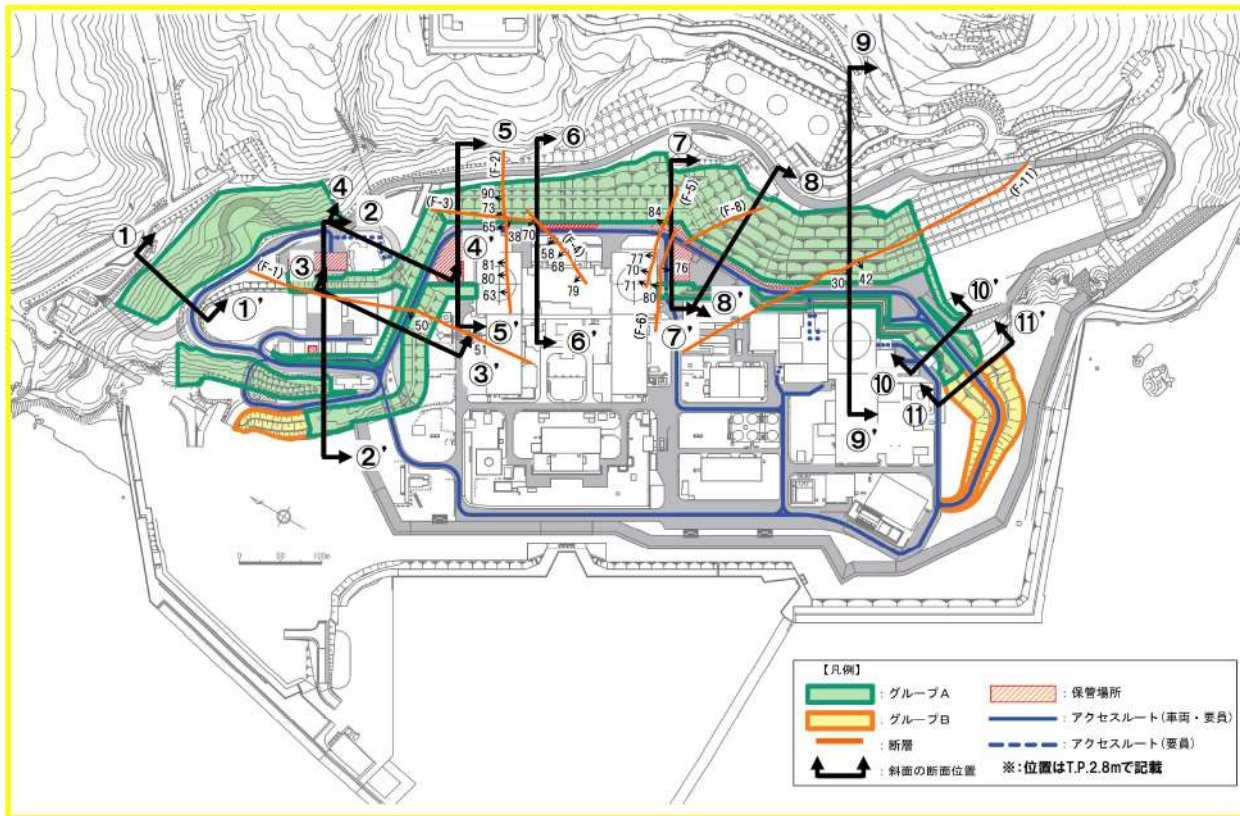 ⑨
⑤
⑥
(F-2)
⑦
④
②
⑧
(F-11)
①
90
(F-3)
73
(F-5)
(F-8)
84
65
38
70
(F-4)
④'
58
68
③
(F-1)
77
70
76
81
80
79
71
30
42
63
80
①'
⑧'
⑩'
50
⑤'
(F-6)
⑦'
⑪'
51
⑥'
③'
⑩
⑪
⑨'
②'
0 50 100m
【凡例】
:グループA
:保管場所
:グループB
:アクセスルート(車両・要員)
:断層
:アクセスルート(要員)
:斜面の断面位置
※:位置はT.P.2.8mで記載